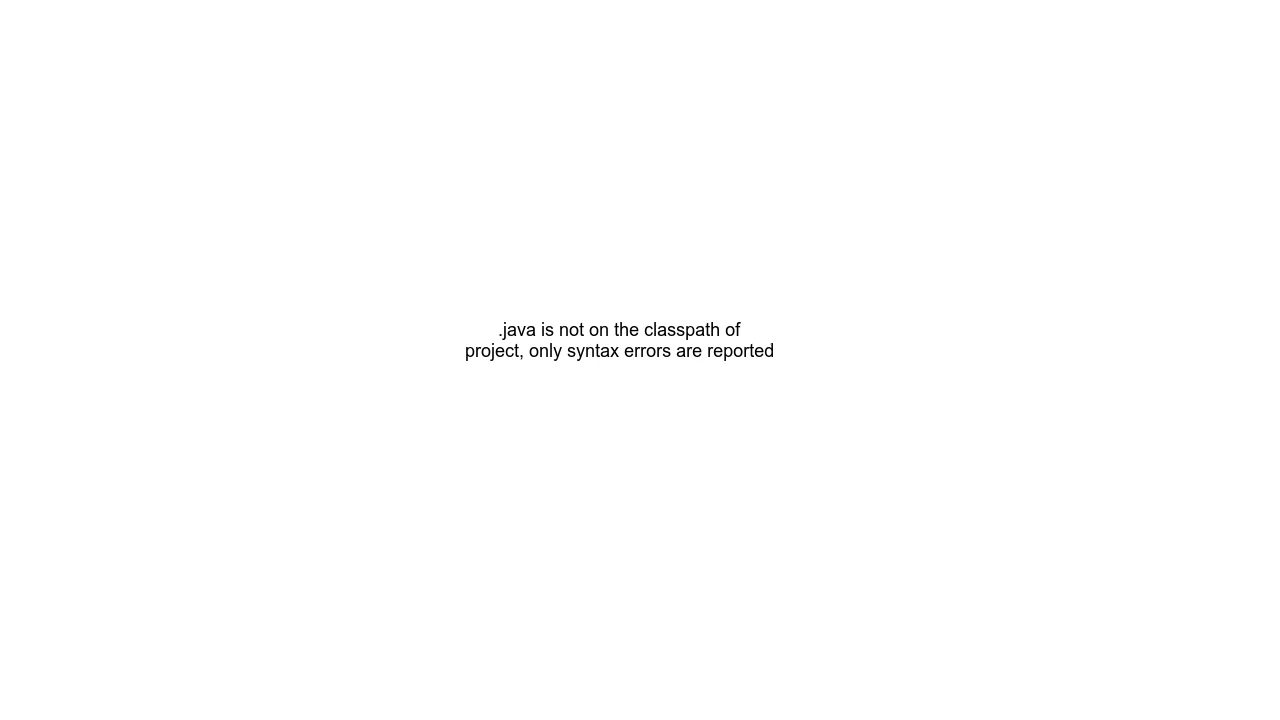 .java is not on the classpath of
project, only syntax errors are reported